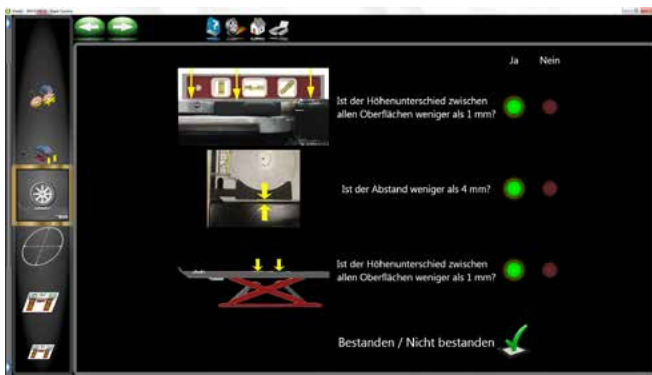 Ja Nein
Ist der Höhenunterschied zwischen
allen Oberflächen weniger als 1 mm?
Ist der Abstand weniger als 4 mm?
Ist der Höhenunterschied zwischen
allen Oberflächen weniger als 1 mm?
Bestanden / Nicht bestanden